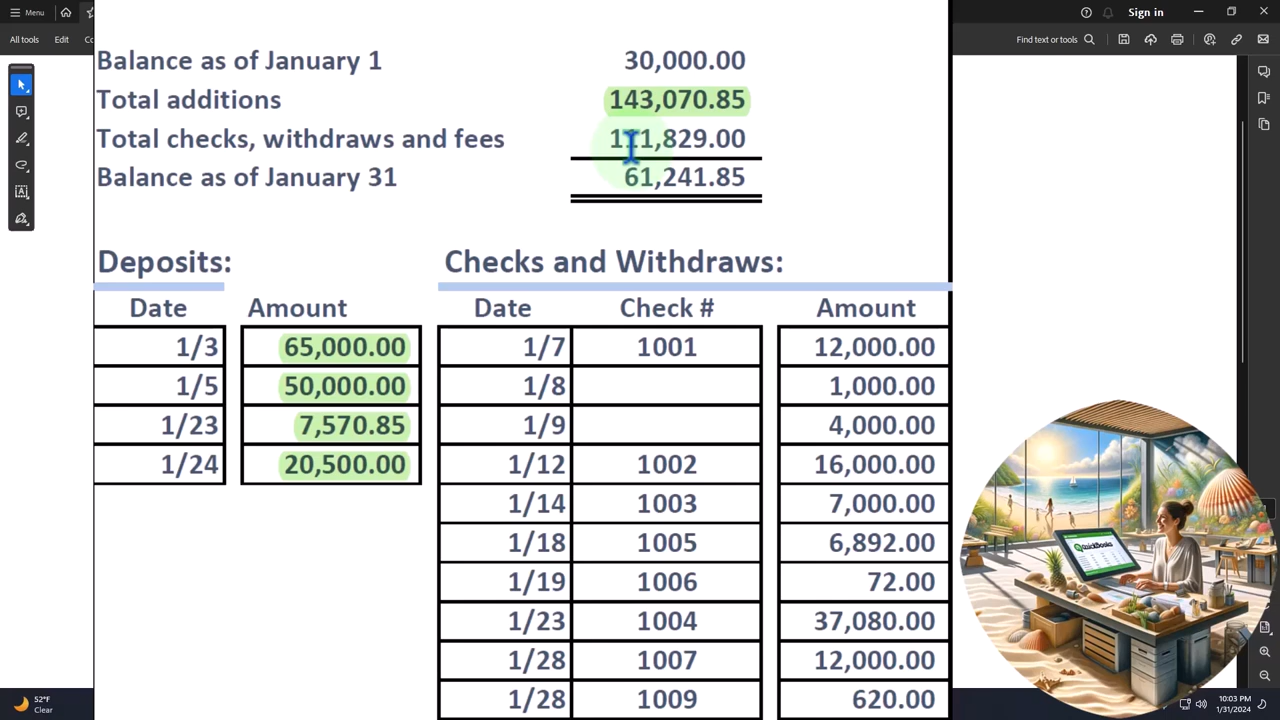 Menu
Sign in
All tools Edit
Find text or tools
Balance as of January 1 30,000.00
Total additions 143,070.85
Total checks, withdraws and fees 111,829.00
Balance as of January 31 61,241.85
Deposits: Checks and Withdraws:
Date Amount Date Check # Amount
1/3 65,000.00 1/7 1001 12,000.00
1/5 50,000.00 1/8 1,000.00
1/23 7,570.85 1/9 4,000.00
1/24 20,500.00 1/12 1002 16,000.00
1/14 1003 7,000.00
1/18 1005 6,892.00
1/19 1006 72.00
1/23 1004 37,080.00
1/28 1007 12,000.00
1/28 1009 620.00
QuickBooks
52°F
Clear
10:03 PM
1/31/2024